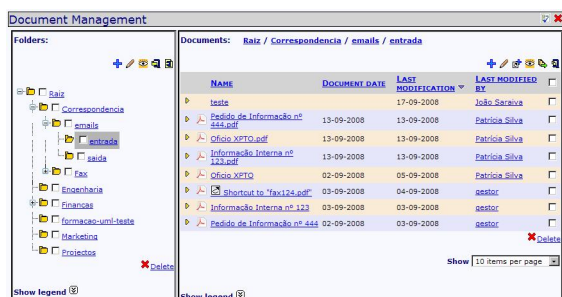 Document Management
Folders:
Raiz
Correspondencia
emails
entrada
saida
Fax
Engenharia
Financas
formacao-uml-teste
Marketing
Projectos
Delete
Show legend
Documents: Raiz / Correspondencia / emails / entrada
NAME DOCUMENT DATE LAST MODIFICATION LAST MODIFIED BY
teste 17-09-2008 João Saraiva
Pedido de Informação nº 444.pdf 13-09-2008 13-09-2008 Patrícia Silva
Oficio XPTO.pdf 13-09-2008 13-09-2008 Patrícia Silva
Informacão Interna nº 123.pdf 13-09-2008 13-09-2008 Patrícia Silva
Oficio XPTO 02-09-2008 05-09-2008 Patrícia Silva
Shortcut to "fax124.pdf" 03-09-2008 04-09-2008 gestor
Informação Interna nº 123 03-09-2008 03-09-2008 gestor
Pedido de Informação nº 444 02-09-2008 03-09-2008 gestor
Delete
Show 10 items per page
Show legend